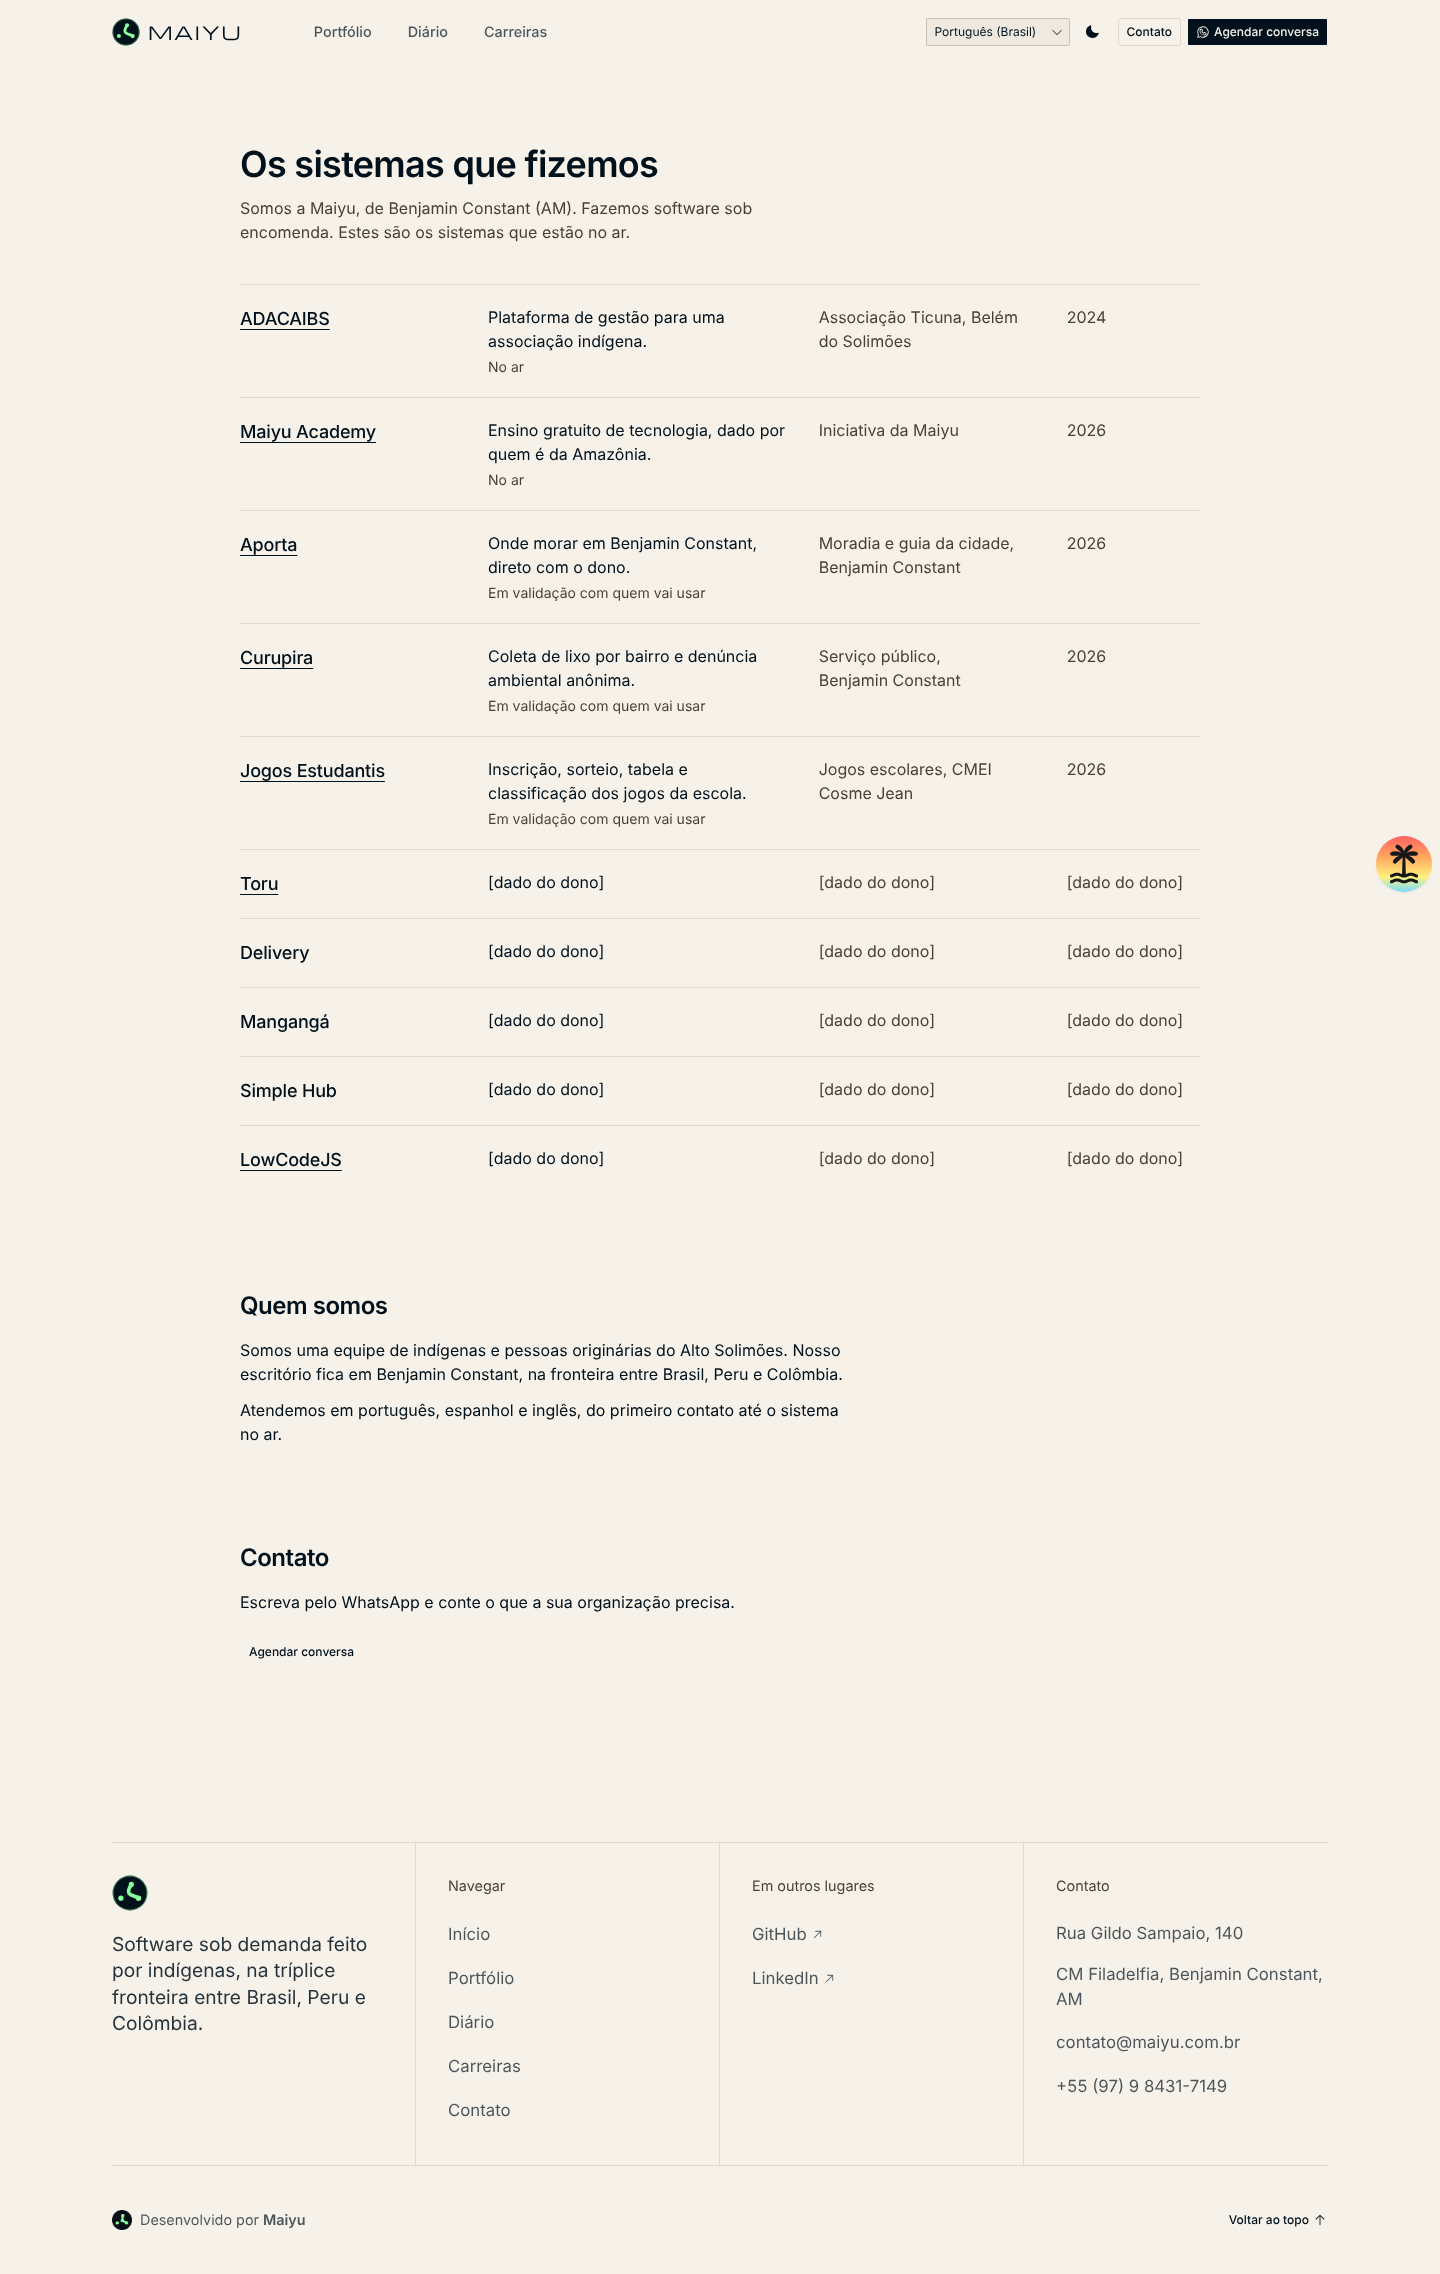 MAIYU
Portfólio
Diário
Carreiras
Português (Brasil)
Contato
Agendar conversa
Os sistemas que fizemos
Somos a Maiyu, de Benjamin Constant (AM). Fazemos software sob
encomenda. Estes são os sistemas que estão no ar.
ADACAIBS
Plataforma de gestão para uma
associação indígena.
No ar
Associação Ticuna, Belém
do Solimões
2024
Maiyu Academy
Ensino gratuito de tecnologia, dado por
quem é da Amazônia.
No ar
Iniciativa da Maiyu
2026
Aporta
Onde morar em Benjamin Constant,
direto com o dono.
Em validação com quem vai usar
Moradia e guia da cidade,
Benjamin Constant
2026
Curupira
Coleta de lixo por bairro e denúncia
ambiental anônima.
Em validação com quem vai usar
Serviço público,
Benjamin Constant
2026
Jogos Estudantis
Inscrição, sorteio, tabela e
classificação dos jogos da escola.
Em validação com quem vai usar
Jogos escolares, CMEI
Cosme Jean
2026
Toru
[dado do dono]
[dado do dono]
[dado do dono]
Delivery
[dado do dono]
[dado do dono]
[dado do dono]
Mangangá
[dado do dono]
[dado do dono]
[dado do dono]
Simple Hub
[dado do dono]
[dado do dono]
[dado do dono]
LowCodeJS
[dado do dono]
[dado do dono]
[dado do dono]
Quem somos
Somos uma equipe de indígenas e pessoas originárias do Alto Solimões. Nosso
escritório fica em Benjamin Constant, na fronteira entre Brasil, Peru e Colômbia.
Atendemos em português, espanhol e inglês, do primeiro contato até o sistema
no ar.
Contato
Escreva pelo WhatsApp e conte o que a sua organização precisa.
Agendar conversa
Software sob demanda feito
por indígenas, na tríplice
fronteira entre Brasil, Peru e
Colômbia.
Navegar
Início
Portfólio
Diário
Carreiras
Contato
Em outros lugares
GitHub ↗
LinkedIn ↗
Contato
Rua Gildo Sampaio, 140
CM Filadelfia, Benjamin Constant,
AM
contato@maiyu.com.br
+55 (97) 9 8431-7149
Desenvolvido por Maiyu
Voltar ao topo ↑